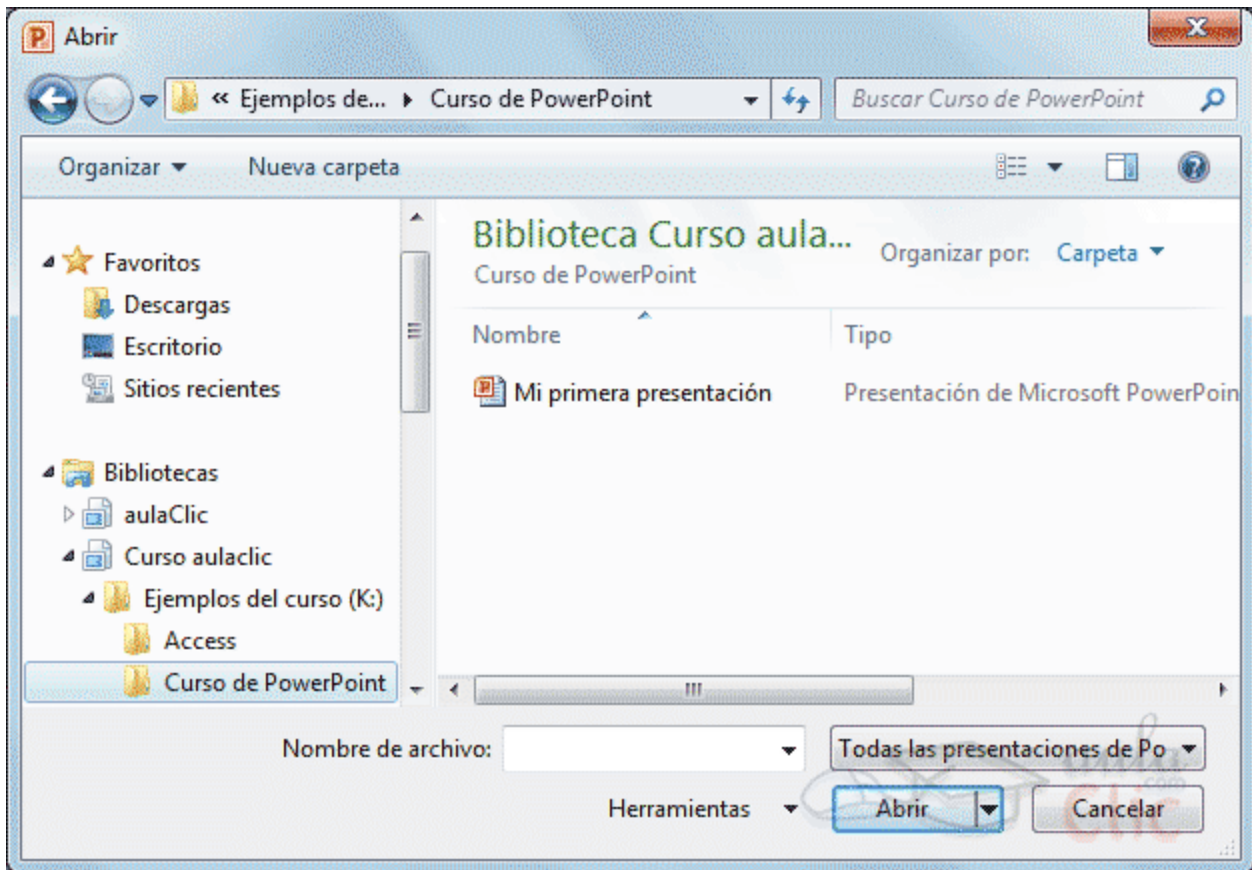 Abrir
« Ejemplos de... ▸ Curso de PowerPoint
Buscar Curso de PowerPoint
Organizar
Nueva carpeta
Favoritos
Descargas
Escritorio
Sitios recientes
Bibliotecas
aulaClic
Curso aulaclic
Ejemplos del curso (K:)
Access
Curso de PowerPoint
Biblioteca Curso aula...
Curso de PowerPoint
Organizar por: Carpeta
Nombre Tipo
Mi primera presentación Presentación de Microsoft PowerPoin
Nombre de archivo:
Todas las presentaciones de Po
Herramientas
Abrir
Cancelar
aula
.com
Clic